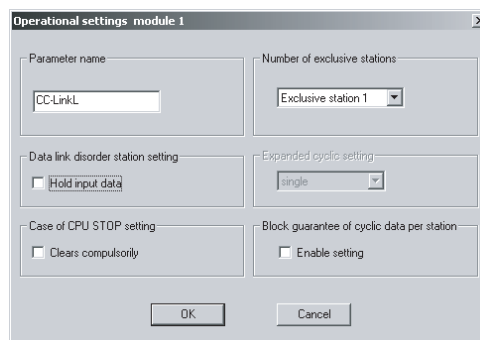 Operational settings module 1
Parameter name
Number of exclusive stations
CC-LinkL
Exclusive station 1
Data link disorder station setting
Expanded cyclic setting
Hold input data
single
Case of CPU STOP setting
Block guarantee of cyclic data per station
Clears compulsorily
Enable setting
OK
Cancel